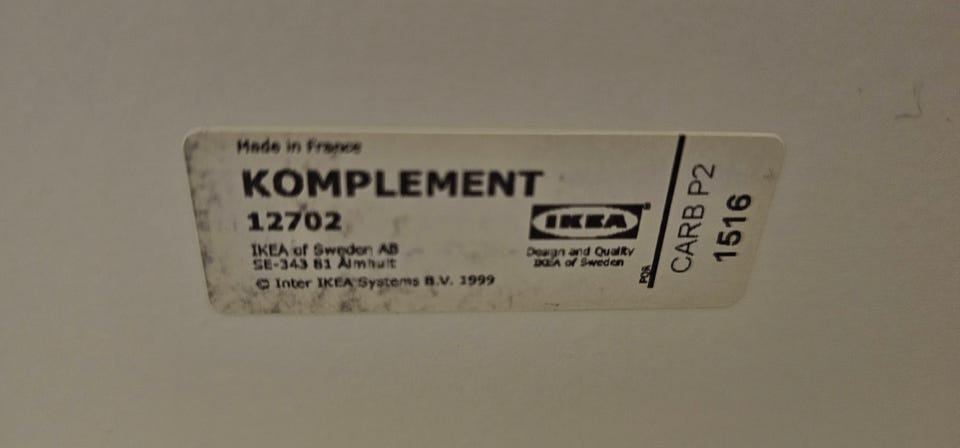 Made in France
KOMPLEMENT
12702
IKEA of Sweden AB
SE-343 81 Älmhult
© Inter IKEA Systems B.V. 1999
IKEA®
Design and Quality
IKEA of Sweden
POR
CARB P2
1516